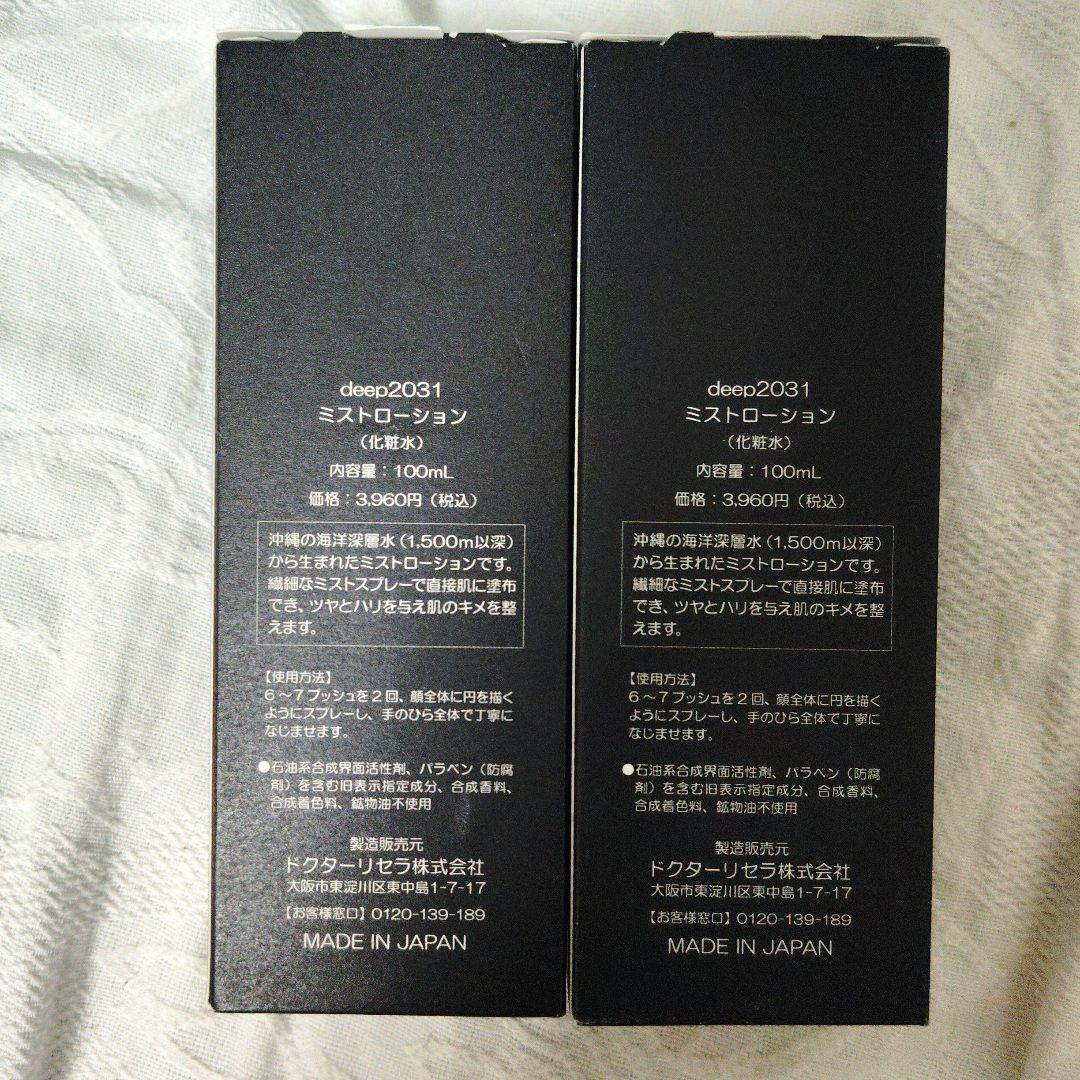 deep2031
ミストローション
（化粧水）
内容量：100mL
価格：3,960円（税込）
沖縄の海洋深層水（1,500m以深）
から生まれたミストローションです。
繊細なミストスプレーで直接肌に塗布
でき、ツヤとハリを与え肌のキメを整
えます。
【使用方法】
6～7プッシュを2回、顔全体に円を描く
ようにスプレーし、手のひら全体で丁寧に
なじませます。
●石油系合成界面活性剤、パラベン（防腐
剤）を含む旧表示指定成分、合成香料、
合成着色料、鉱物油不使用
製造販売元
ドクターリセラ株式会社
大阪市東淀川区東中島1-7-17
【お客様窓口】0120-139-189
MADE IN JAPAN
deep2031
ミストローション
（化粧水）
内容量：100mL
価格：3,960円（税込）
沖縄の海洋深層水（1,500m以深）
から生まれたミストローションです。
繊細なミストスプレーで直接肌に塗布
でき、ツヤとハリを与え肌のキメを整
えます。
【使用方法】
6～7プッシュを2回、顔全体に円を描く
ようにスプレーし、手のひら全体で丁寧に
なじませます。
●石油系合成界面活性剤、パラベン（防腐
剤）を含む旧表示指定成分、合成香料、
合成着色料、鉱物油不使用
製造販売元
ドクターリセラ株式会社
大阪市東淀川区東中島1-7-17
【お客様窓口】0120-139-189
MADE IN JAPAN